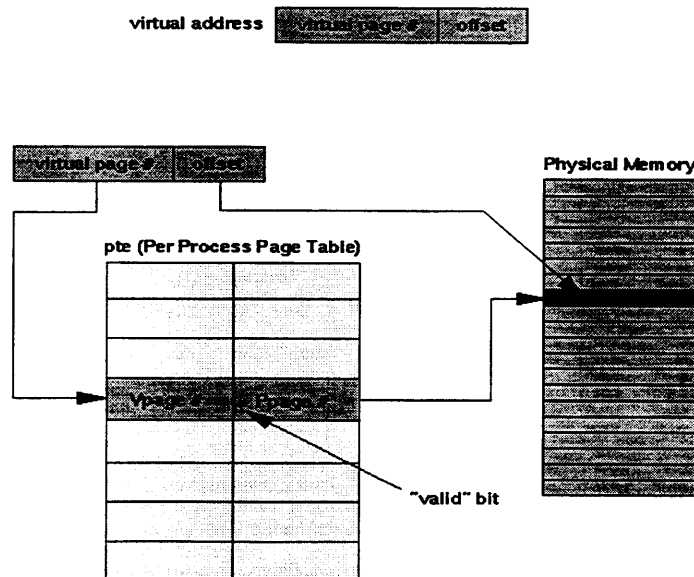 virtual address virtual page # offset
virtual page # offset
Physical Memory
pte (Per Process Page Table)
Vpage # Ppage #
"valid" bit